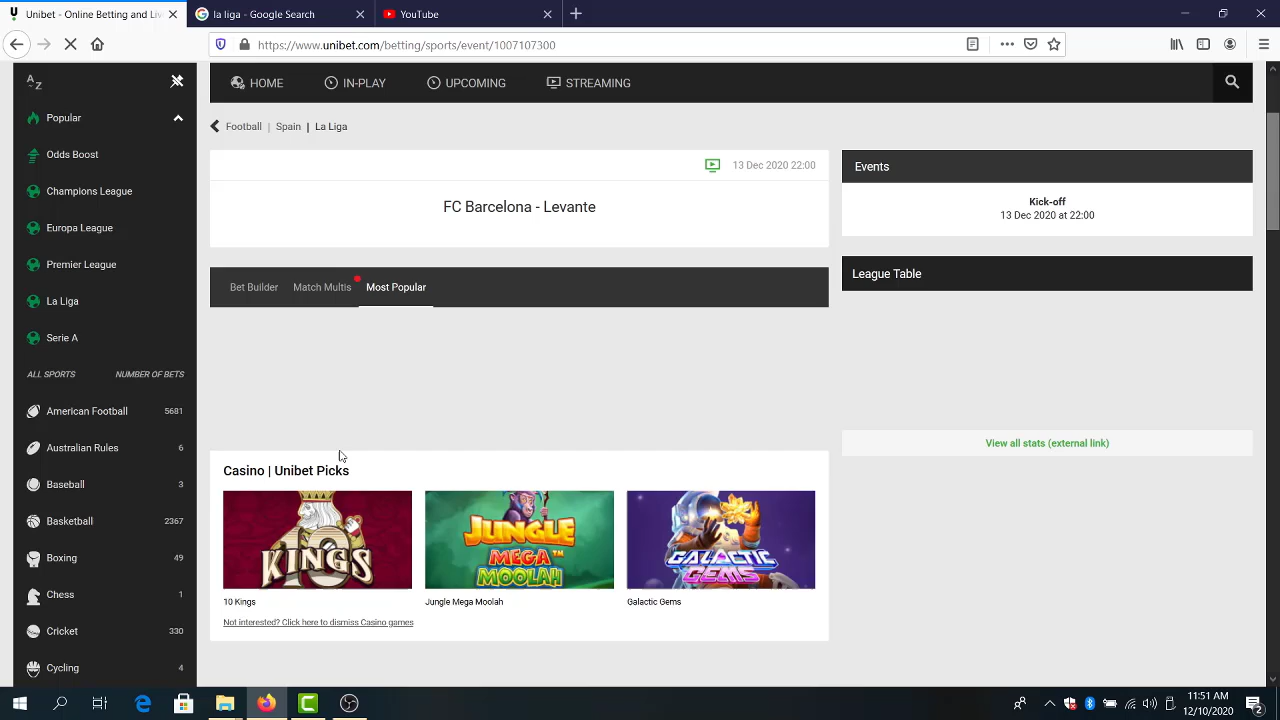 Unibet - Online Betting and Liv
la liga - Google Search
YouTube
https://www.unibet.com/betting/sports/event/1007107300
HOME
IN-PLAY
UPCOMING
STREAMING
Football | Spain | La Liga
A-Z
Popular
Odds Boost
Champions League
Europa League
Premier League
La Liga
Serie A
ALL SPORTS NUMBER OF BETS
American Football 5681
Australian Rules 6
Baseball 3
Basketball 2367
Boxing 49
Chess 1
Cricket 330
Cycling 4
13 Dec 2020 22:00
FC Barcelona - Levante
Bet Builder Match Multis Most Popular
Casino | Unibet Picks
10 KINGS
JUNGLE MEGA™ MOOLAH
GALACTIC GEMS
10 Kings
Jungle Mega Moolah
Galactic Gems
Not interested? Click here to dismiss Casino games
Events
Kick-off
13 Dec 2020 at 22:00
League Table
View all stats (external link)
11:51 AM
12/10/2020
2